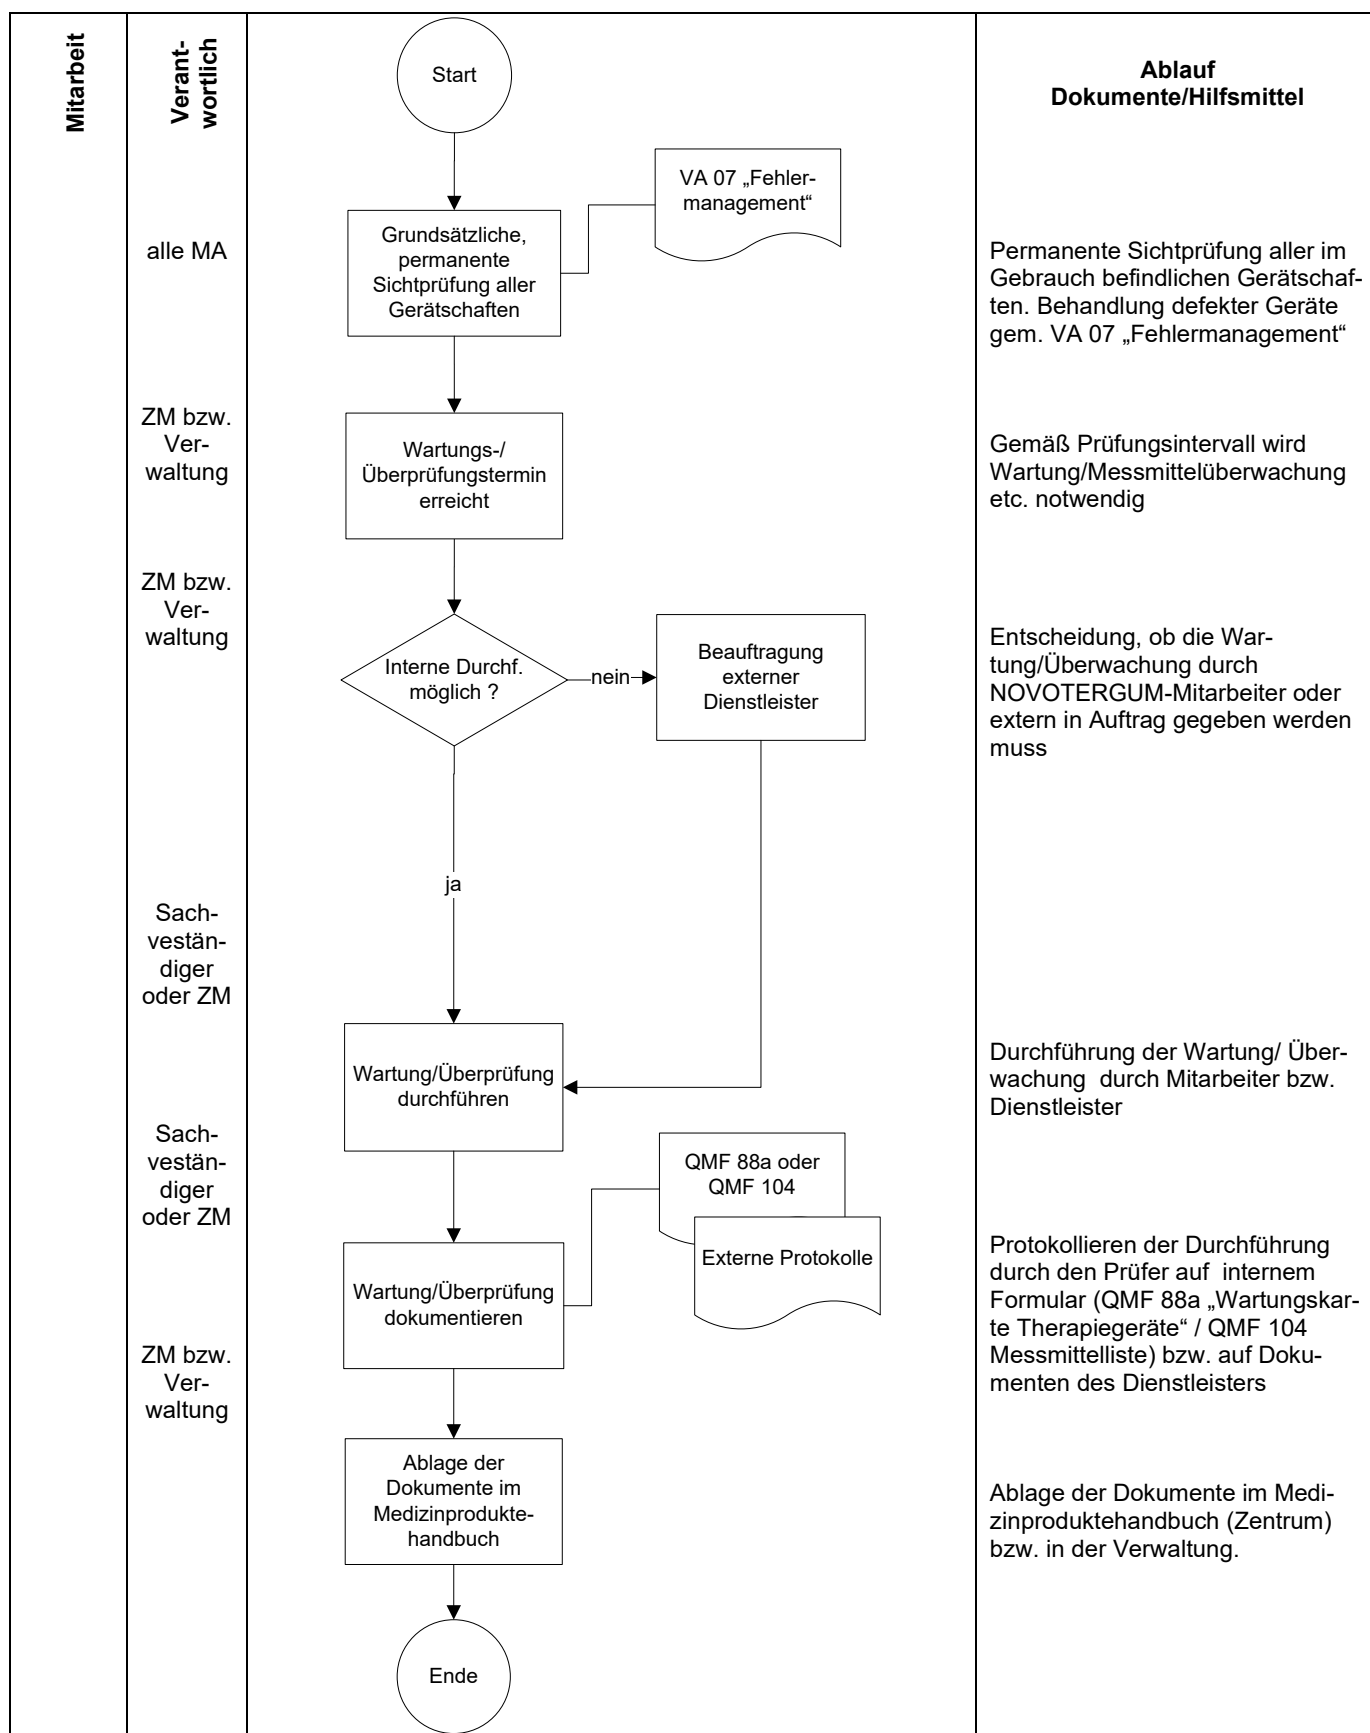 Mitarbeit
Verant-
wortlich
Start
Ablauf
Dokumente/Hilfsmittel
VA 07 „Fehler-
management“
alle MA
Grundsätzliche,
permanente
Sichtprüfung aller
Gerätschaften
Permanente Sichtprüfung aller im
Gebrauch befindlichen Gerätschaf-
ten. Behandlung defekter Geräte
gem. VA 07 „Fehlermanagement“
ZM bzw.
Ver-
waltung
Wartungs-/
Überprüfungstermin
erreicht
Gemäß Prüfungsintervall wird
Wartung/Messmittelüberwachung
etc. notwendig
ZM bzw.
Ver-
waltung
Interne Durchf.
möglich ?
nein
Beauftragung
externer
Dienstleister
Entscheidung, ob die War-
tung/Überwachung durch
NOVOTERGUM-Mitarbeiter oder
extern in Auftrag gegeben werden
muss
ja
Sach-
vestän-
diger
oder ZM
Wartung/Überprüfung
durchführen
Durchführung der Wartung/ Über-
wachung  durch Mitarbeiter bzw.
Dienstleister
Sach-
vestän-
diger
oder ZM
QMF 88a oder
QMF 104
Externe Protokolle
Wartung/Überprüfung
dokumentieren
Protokollieren der Durchführung
durch den Prüfer auf  internem
Formular (QMF 88a „Wartungskar-
te Therapiegeräte“ / QMF 104
Messmittelliste) bzw. auf Doku-
menten des Dienstleisters
ZM bzw.
Ver-
waltung
Ablage der
Dokumente im
Medizinprodukte-
handbuch
Ablage der Dokumente im Medi-
zinproduktehandbuch (Zentrum)
bzw. in der Verwaltung.
Ende